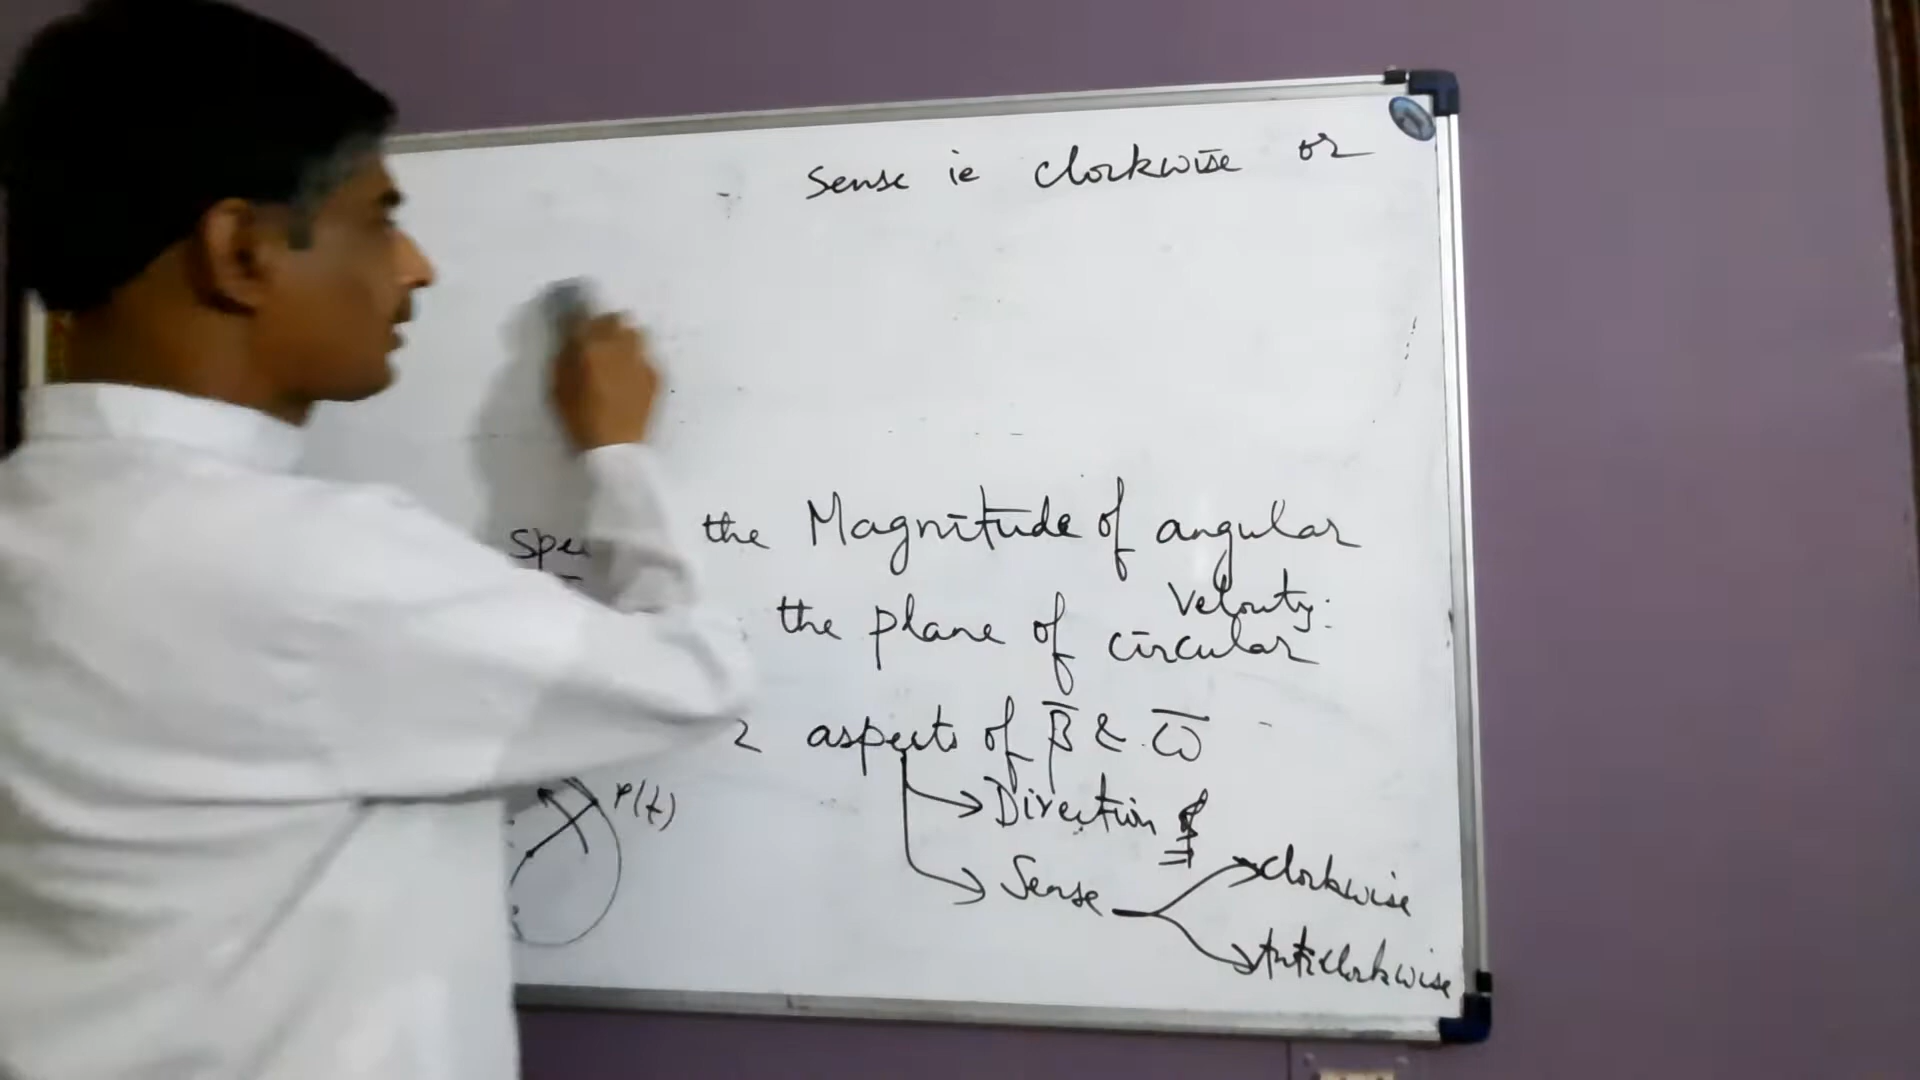 Sense ie clockwise or
the Magnitude of angular
velocity.
the plane of circular
2 aspects of β̅ & ω̅
Direction of
P(t)
Sense
clockwise
Anticlockwise